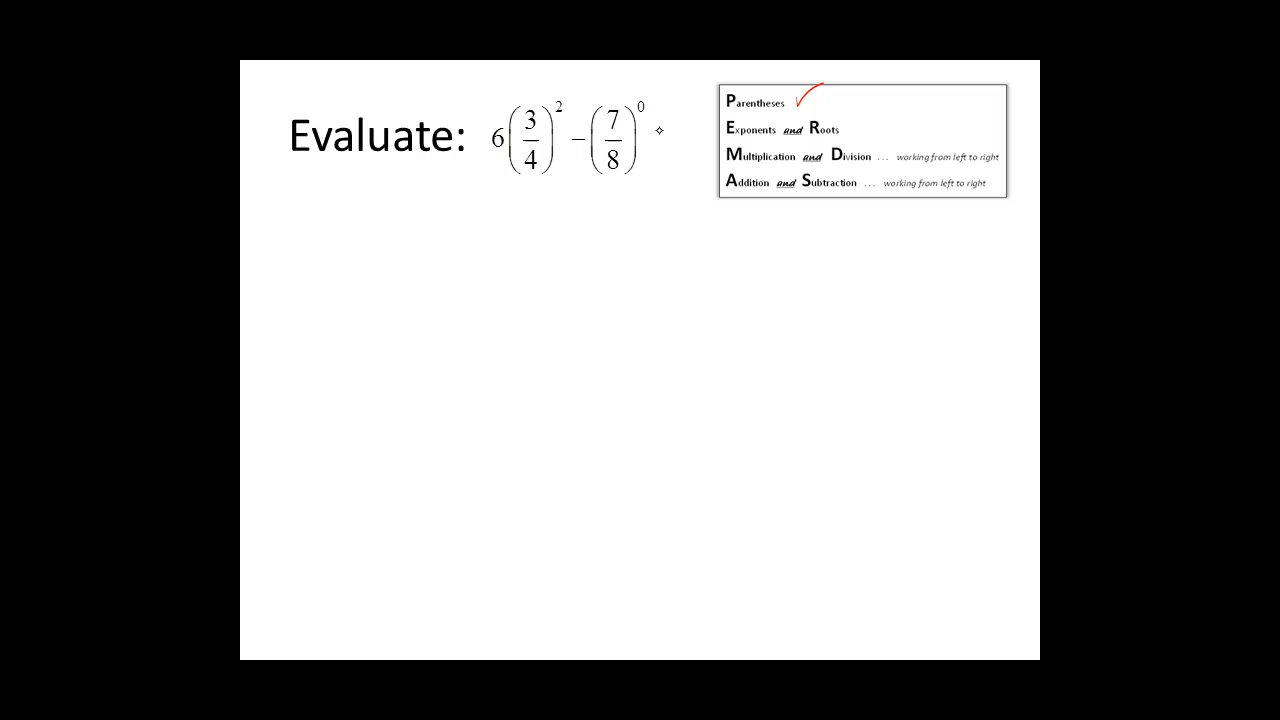 Evaluate: 6(3/4)^2 − (7/8)^0
Parentheses
Exponents and Roots
Multiplication and Division ... working from left to right
Addition and Subtraction ... working from left to right